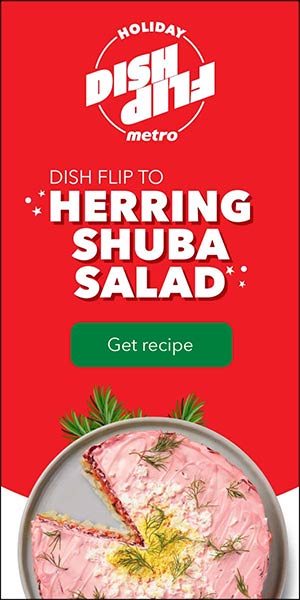 HOLIDAY
DISH
FLIP
metro
DISH FLIP TO
HERRING
SHUBA
SALAD
Get recipe